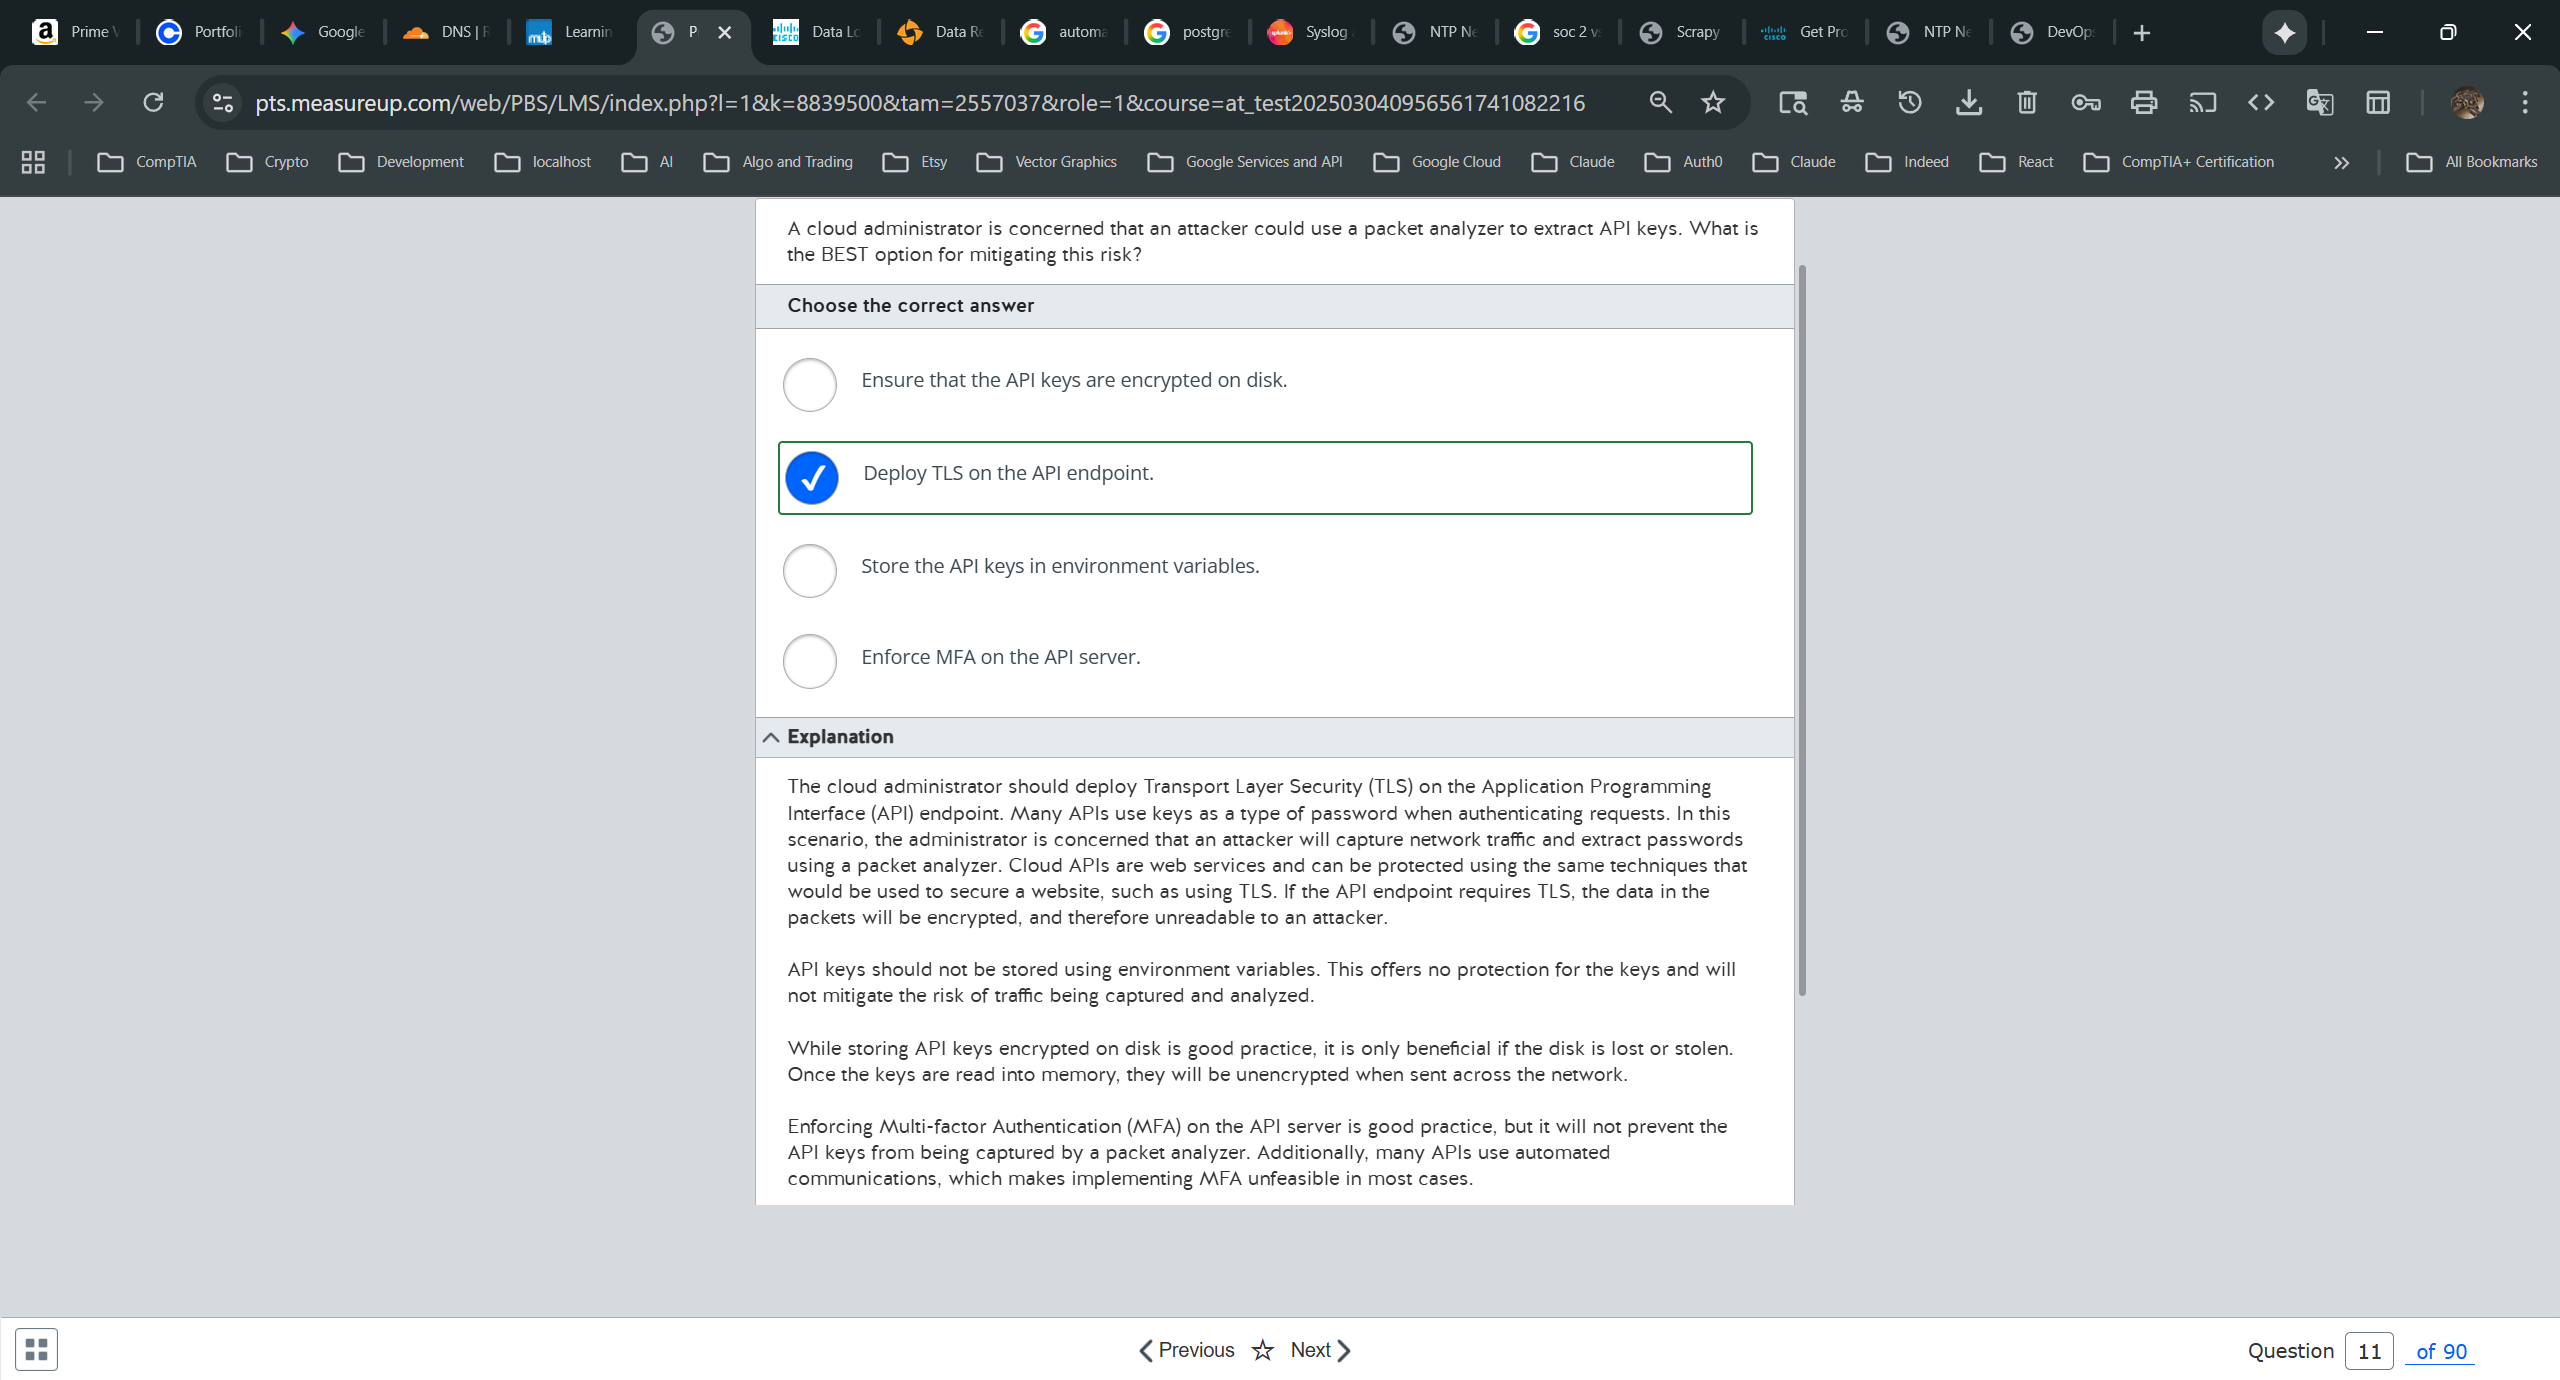 Prime V
Portfoli
Google
DNS | R
Learnin
P
Data Lo
Data Re
automa
postgre
Syslog
NTP Ne
soc 2 vs
Scrapy
Get Pro
NTP Ne
DevOps
pts.measureup.com/web/PBS/LMS/index.php?l=1&k=8839500&tam=2557037&role=1&course=at_test202503040956561741082216
CompTIA
Crypto
Development
localhost
AI
Algo and Trading
Etsy
Vector Graphics
Google Services and API
Google Cloud
Claude
Auth0
Claude
Indeed
React
CompTIA+ Certification
All Bookmarks
A cloud administrator is concerned that an attacker could use a packet analyzer to extract API keys. What is
the BEST option for mitigating this risk?
Choose the correct answer
Ensure that the API keys are encrypted on disk.
Deploy TLS on the API endpoint.
Store the API keys in environment variables.
Enforce MFA on the API server.
Explanation
The cloud administrator should deploy Transport Layer Security (TLS) on the Application Programming
Interface (API) endpoint. Many APIs use keys as a type of password when authenticating requests. In this
scenario, the administrator is concerned that an attacker will capture network traffic and extract passwords
using a packet analyzer. Cloud APIs are web services and can be protected using the same techniques that
would be used to secure a website, such as using TLS. If the API endpoint requires TLS, the data in the
packets will be encrypted, and therefore unreadable to an attacker.
API keys should not be stored using environment variables. This offers no protection for the keys and will
not mitigate the risk of traffic being captured and analyzed.
While storing API keys encrypted on disk is good practice, it is only beneficial if the disk is lost or stolen.
Once the keys are read into memory, they will be unencrypted when sent across the network.
Enforcing Multi-factor Authentication (MFA) on the API server is good practice, but it will not prevent the
API keys from being captured by a packet analyzer. Additionally, many APIs use automated
communications, which makes implementing MFA unfeasible in most cases.
Previous
Next
Question 11 of 90